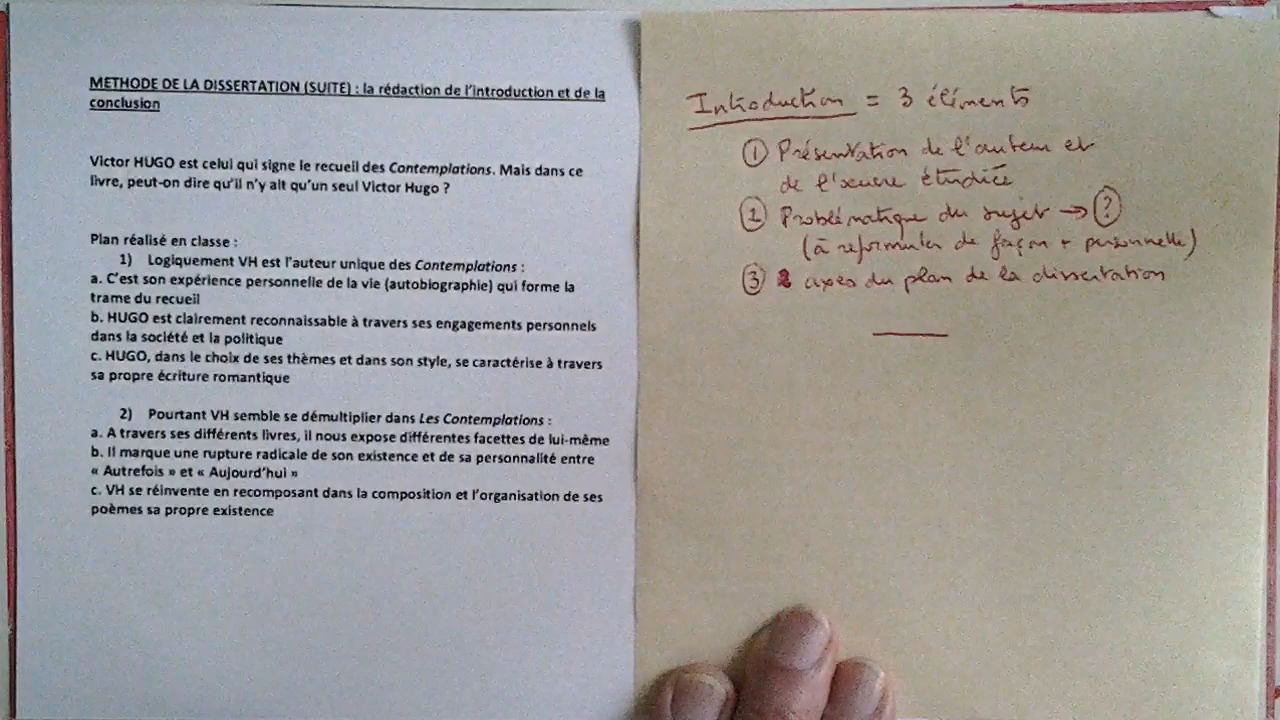 METHODE DE LA DISSERTATION (SUITE) : la rédaction de l'introduction et de la
conclusion
Victor HUGO est celui qui signe le recueil des Contemplations. Mais dans ce
livre, peut-on dire qu'il n'y ait qu'un seul Victor Hugo ?
Plan réalisé en classe :
1) Logiquement VH est l'auteur unique des Contemplations :
a. C'est son expérience personnelle de la vie (autobiographie) qui forme la
trame du recueil
b. HUGO est clairement reconnaissable à travers ses engagements personnels
dans la société et la politique
c. HUGO, dans le choix de ses thèmes et dans son style, se caractérise à travers
sa propre écriture romantique
2) Pourtant VH semble se démultiplier dans Les Contemplations :
a. A travers ses différents livres, il nous expose différentes facettes de lui-même
b. Il marque une rupture radicale de son existence et de sa personnalité entre
« Autrefois » et « Aujourd'hui »
c. VH se réinvente en recomposant dans la composition et l'organisation de ses
poèmes sa propre existence
Introduction = 3 éléments
① Présentation de l'auteur et
de l'œuvre étudiée
② Problématique du sujet → ?
(à reformuler de façon + personnelle)
③ 2 axes du plan de la dissertation